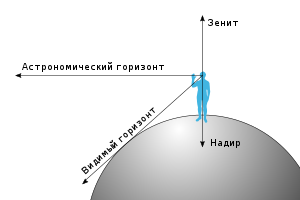 Зенит
Астрономический горизонт
Видимый горизонт
Надир